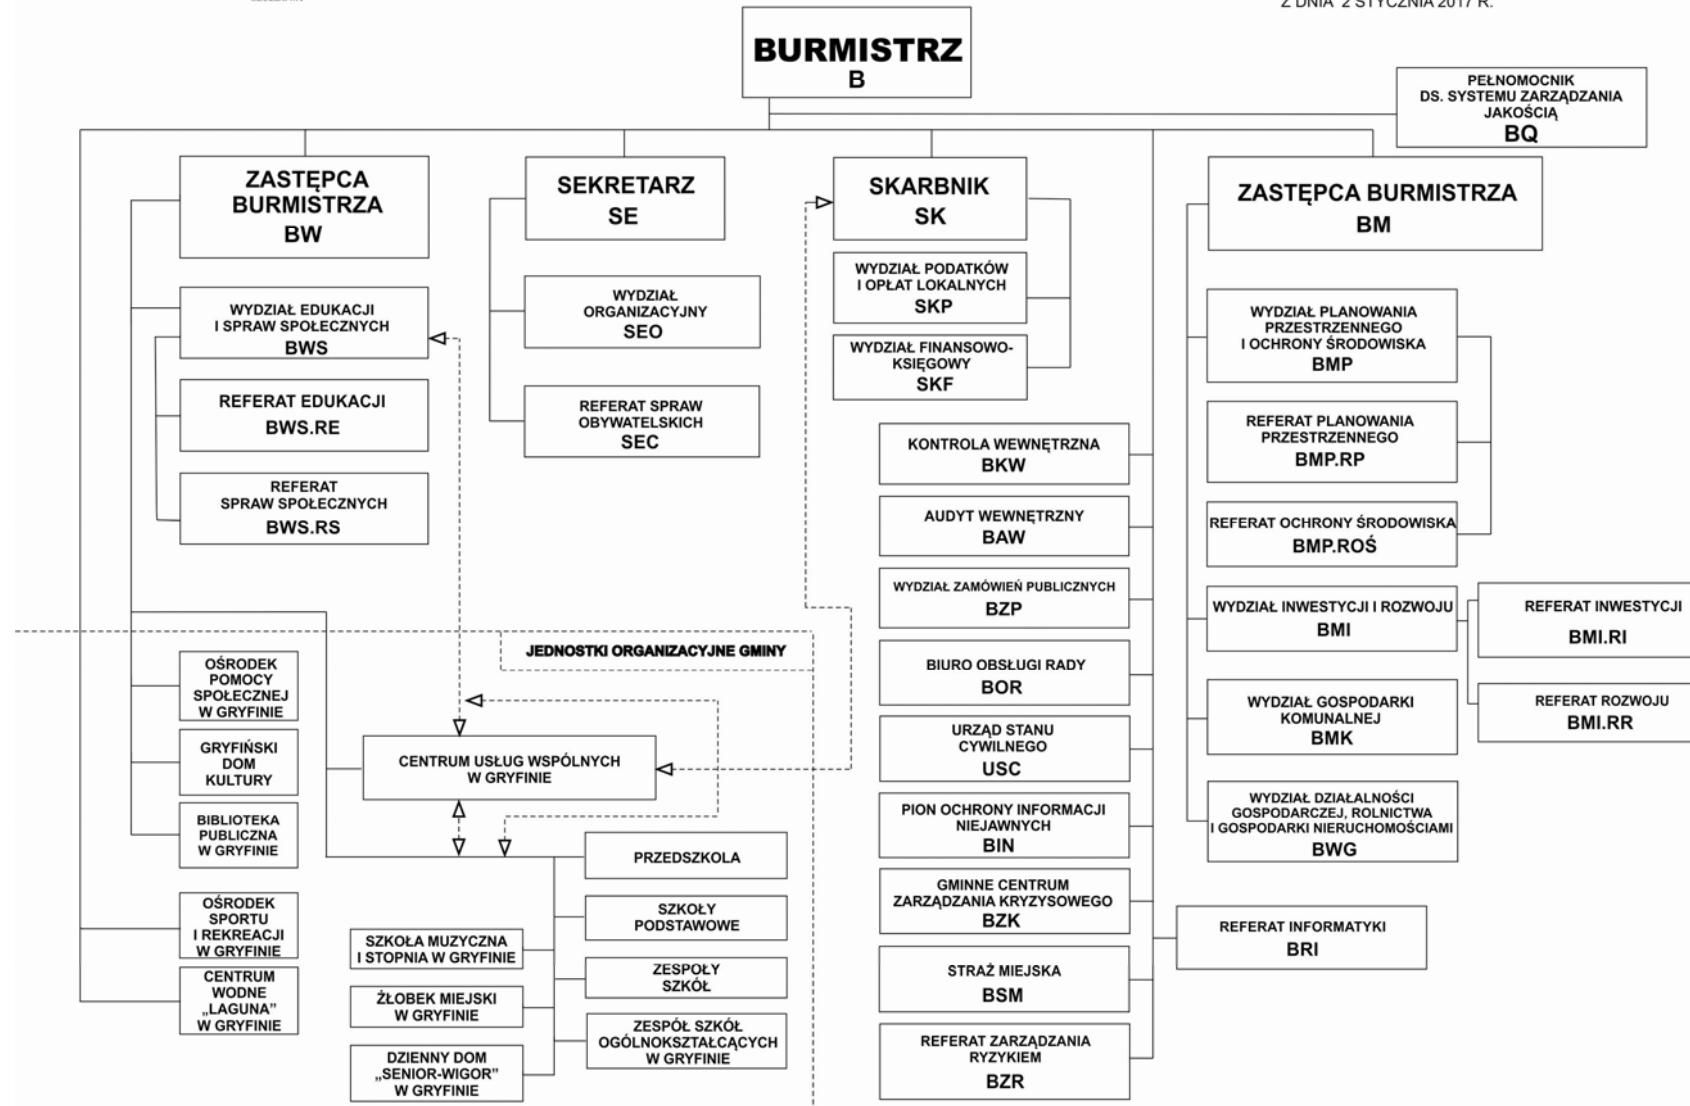 Z DNIA 2 STYCZNIA 2017 R.
BURMISTRZ
B
PEŁNOMOCNIK
DS. SYSTEMU ZARZĄDZANIA
JAKOŚCIĄ
BQ
ZASTĘPCA
BURMISTRZA
BW
SEKRETARZ
SE
SKARBNIK
SK
ZASTĘPCA BURMISTRZA
BM
WYDZIAŁ EDUKACJI
I SPRAW SPOŁECZNYCH
BWS
REFERAT EDUKACJI
BWS.RE
REFERAT
SPRAW SPOŁECZNYCH
BWS.RS
WYDZIAŁ
ORGANIZACYJNY
SEO
REFERAT SPRAW
OBYWATELSKICH
SEC
WYDZIAŁ PODATKÓW
I OPŁAT LOKALNYCH
SKP
WYDZIAŁ FINANSOWO-
KSIĘGOWY
SKF
KONTROLA WEWNĘTRZNA
BKW
AUDYT WEWNĘTRZNY
BAW
WYDZIAŁ ZAMÓWIEŃ PUBLICZNYCH
BZP
BIURO OBSŁUGI RADY
BOR
URZĄD STANU
CYWILNEGO
USC
PION OCHRONY INFORMACJI
NIEJAWNYCH
BIN
GMINNE CENTRUM
ZARZĄDZANIA KRYZYSOWEGO
BZK
STRAŻ MIEJSKA
BSM
REFERAT ZARZĄDZANIA
RYZYKIEM
BZR
WYDZIAŁ PLANOWANIA
PRZESTRZENNEGO
I OCHRONY ŚRODOWISKA
BMP
REFERAT PLANOWANIA
PRZESTRZENNEGO
BMP.RP
REFERAT OCHRONY ŚRODOWISKA
BMP.ROŚ
WYDZIAŁ INWESTYCJI I ROZWOJU
BMI
REFERAT INWESTYCJI
BMI.RI
REFERAT ROZWOJU
BMI.RR
WYDZIAŁ GOSPODARKI
KOMUNALNEJ
BMK
WYDZIAŁ DZIAŁALNOŚCI
GOSPODARCZEJ, ROLNICTWA
I GOSPODARKI NIERUCHOMOŚCIAMI
BWG
REFERAT INFORMATYKI
BRI
JEDNOSTKI ORGANIZACYJNE GMINY
OŚRODEK
POMOCY
SPOŁECZNEJ
W GRYFINIE
GRYFIŃSKI
DOM
KULTURY
BIBLIOTEKA
PUBLICZNA
W GRYFINIE
OŚRODEK
SPORTU
I REKREACJI
W GRYFINIE
CENTRUM
WODNE
„LAGUNA”
W GRYFINIE
CENTRUM USŁUG WSPÓLNYCH
W GRYFINIE
PRZEDSZKOLA
SZKOŁY
PODSTAWOWE
ZESPOŁY
SZKÓŁ
ZESPÓŁ SZKÓŁ
OGÓLNOKSZTAŁCĄCYCH
W GRYFINIE
SZKOŁA MUZYCZNA
I STOPNIA W GRYFINIE
ŻŁOBEK MIEJSKI
W GRYFINIE
DZIENNY DOM
„SENIOR-WIGOR”
W GRYFINIE